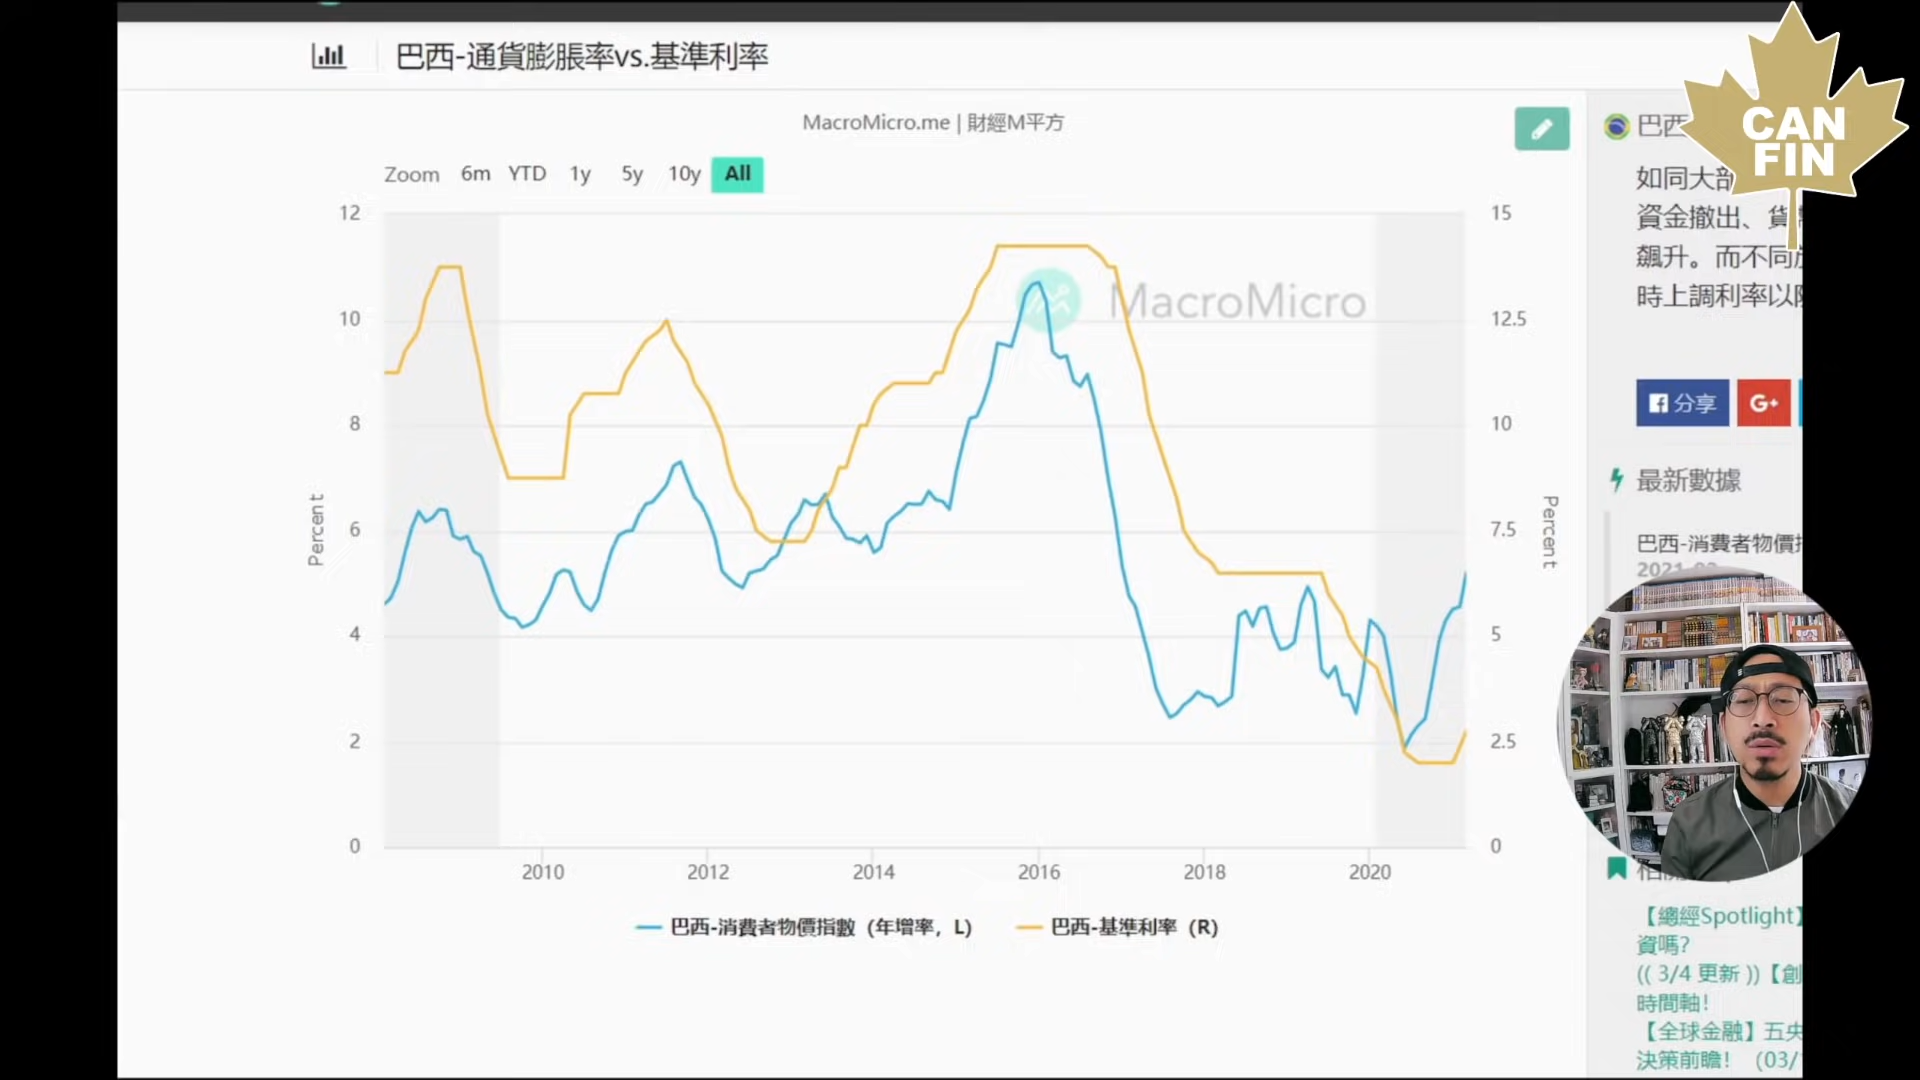 巴西-通貨膨脹率vs.基準利率
MacroMicro.me | 財經M平方
Zoom 6m YTD 1y 5y 10y All
12
10
8
6
4
2
0
Percent
MacroMicro
15
12.5
10
7.5
5
2.5
0
Percent
2010 2012 2014 2016 2018 2020
巴西-消費者物價指數 (年增率, L) 巴西-基準利率 (R)
CAN
FIN
巴西
如同大部
資金撤出、貨
飆升。而不同
時上調利率以
分享 G+
最新數據
巴西-消費者物價
【總經Spotlight】
資嗎?
(( 3/4 更新 ))【創
時間軸!
【全球金融】五央
決策前瞻! (03/